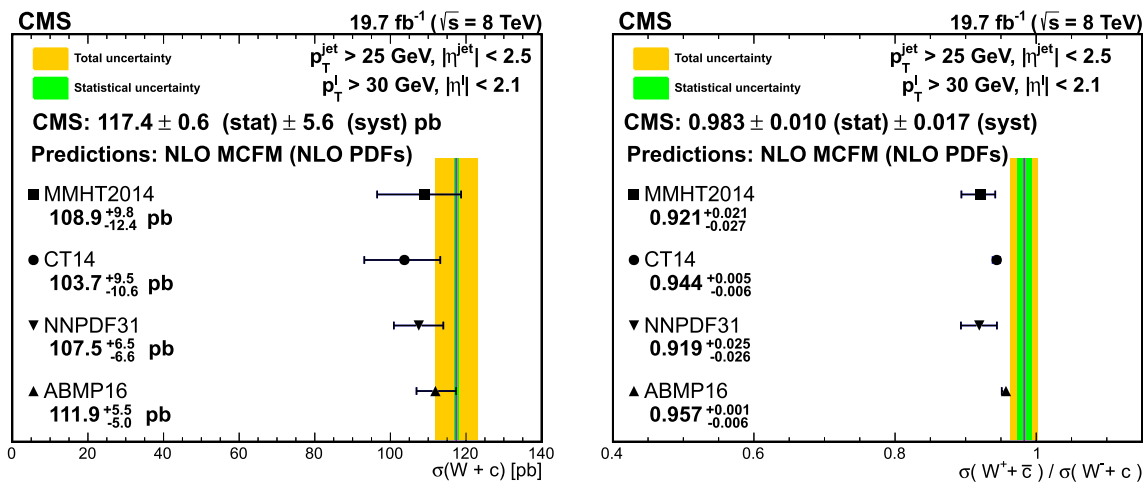 CMS 19.7 fb⁻¹ (√s = 8 TeV)
Total uncertainty p_T^jet > 25 GeV, |η^jet| < 2.5
Statistical uncertainty p_T^l > 30 GeV, |η^l| < 2.1
CMS: 117.4 ± 0.6 (stat) ± 5.6 (syst) pb
Predictions: NLO MCFM (NLO PDFs)
MMHT2014
108.9 +9.8 -12.4 pb
CT14
103.7 +9.5 -10.6 pb
NNPDF31
107.5 +6.5 -6.6 pb
ABMP16
111.9 +5.5 -5.0 pb
0 20 40 60 80 100 120 140
σ(W + c) [pb]
CMS 19.7 fb⁻¹ (√s = 8 TeV)
Total uncertainty p_T^jet > 25 GeV, |η^jet| < 2.5
Statistical uncertainty p_T^l > 30 GeV, |η^l| < 2.1
CMS: 0.983 ± 0.010 (stat) ± 0.017 (syst)
Predictions: NLO MCFM (NLO PDFs)
MMHT2014
0.921 +0.021 -0.027
CT14
0.944 +0.005 -0.006
NNPDF31
0.919 +0.025 -0.026
ABMP16
0.957 +0.001 -0.006
0.4 0.6 0.8 1
σ( W⁺+ c̅ ) / σ( W⁻+ c )